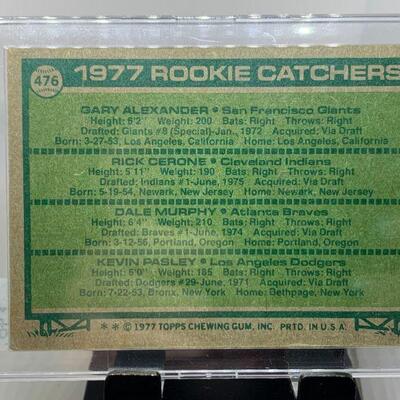 476
1977 ROOKIE CATCHERS
GARY ALEXANDER • San Francisco Giants
Height: 6'2" Weight: 200 Bats: Right Throws: Right
Drafted: Giants #8 (Special)-Jan., 1972 Acquired: Via Draft
Born: 3-27-53, Los Angeles, California Home: Los Angeles, California
RICK CERONE • Cleveland Indians
Height: 5'11" Weight: 190 Bats: Right Throws: Right
Drafted: Indians #1-June, 1975 Acquired: Via Draft
Born: 5-19-54, Newark, New Jersey Home: Newark, New Jersey
DALE MURPHY • Atlanta Braves
Height: 6'4" Weight: 210 Bats: Right Throws: Right
Drafted: Braves #1-June, 1974 Acquired: Via Draft
Born: 3-12-56, Portland, Oregon Home: Portland, Oregon
KEVIN PASLEY • Los Angeles Dodgers
Height: 6'0" Weight: 185 Bats: Right Throws: Right
Drafted: Dodgers #29-June, 1971 Acquired: Via Draft
Born: 7-22-53, Bronx, New York Home: Bethpage, New York
** © 1977 TOPPS CHEWING GUM, INC. PRTD. IN U.S.A.